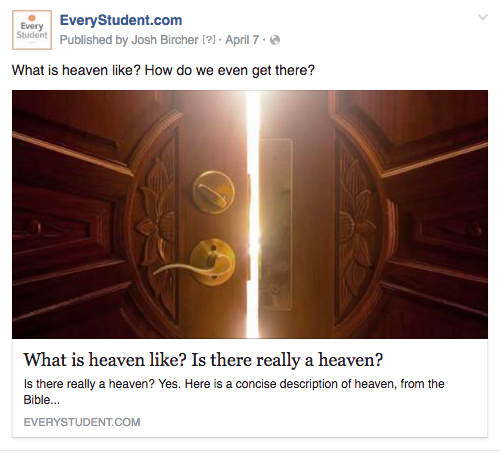 Every
Student
EveryStudent.com
Published by Josh Bircher [?] · April 7 ·
What is heaven like? How do we even get there?
What is heaven like? Is there really a heaven?
Is there really a heaven? Yes. Here is a concise description of heaven, from the
Bible...
EVERYSTUDENT.COM